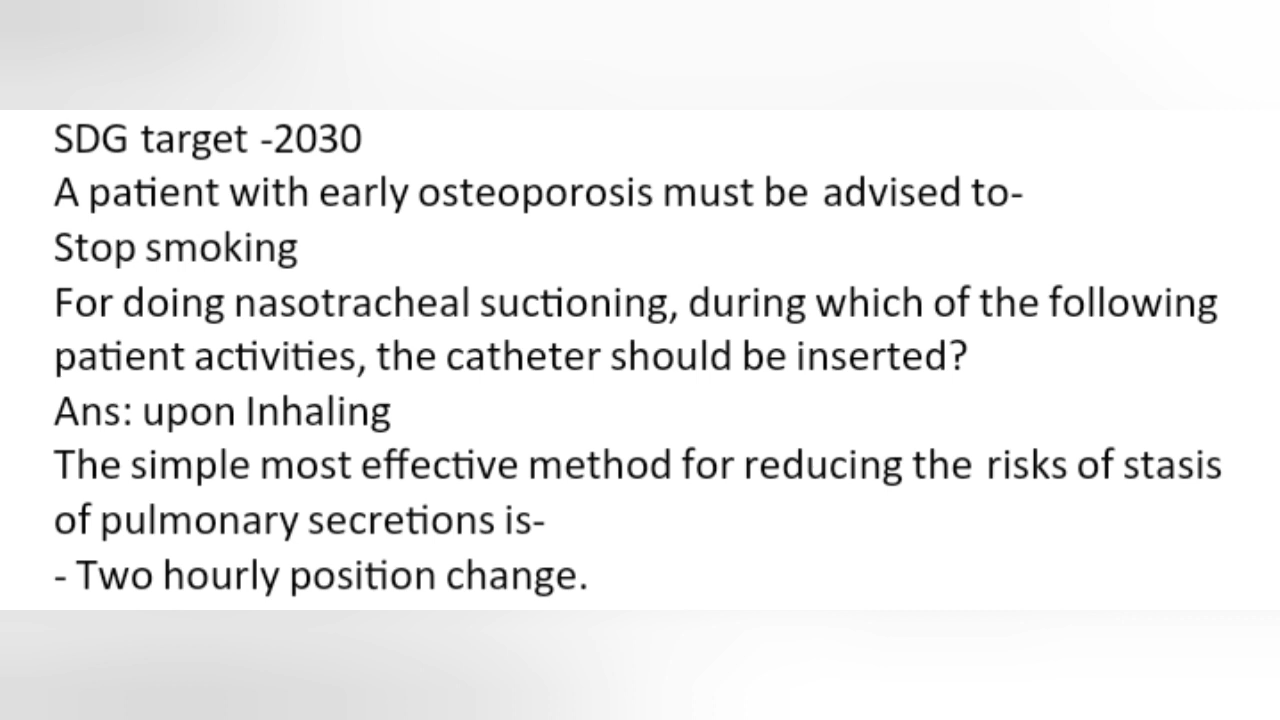 SDG target -2030
A patient with early osteoporosis must be advised to-
Stop smoking
For doing nasotracheal suctioning, during which of the following
patient activities, the catheter should be inserted?
Ans: upon Inhaling
The simple most effective method for reducing the risks of stasis
of pulmonary secretions is-
- Two hourly position change.